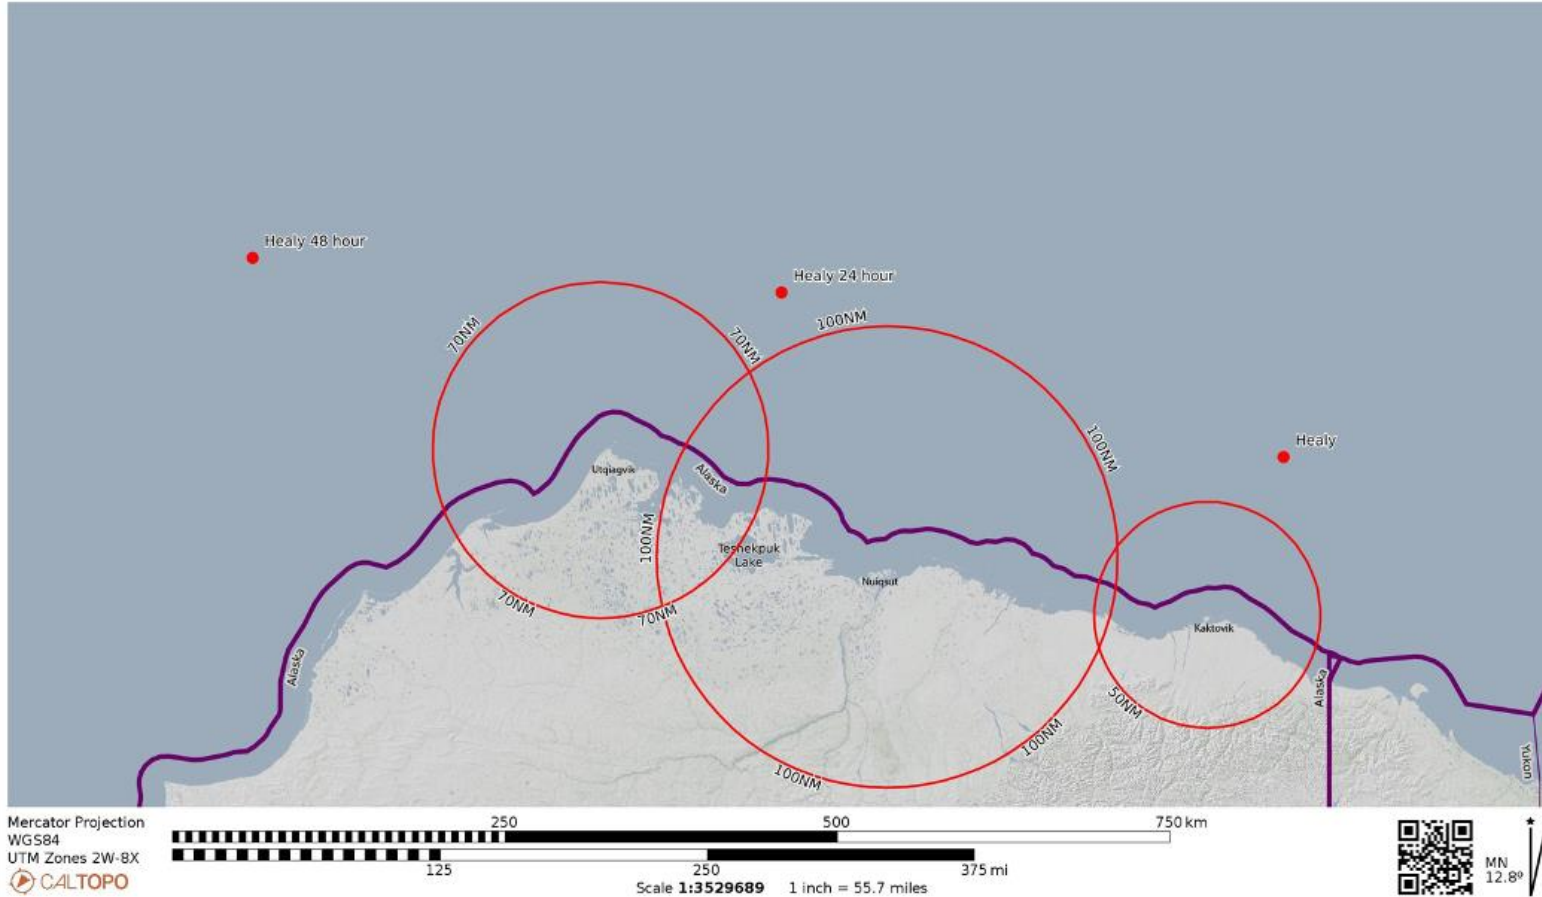 Healy 48 hour
Healy 24 hour
100NM
70NM
70NM
100NM
Healy
Utqiagvik
Alaska
100NM
Teshekpuk
Lake
Nuiqsut
70NM
70NM
Kaktovik
Alaska
Alaska
50NM
100NM
100NM
Yukon
Mercator Projection
WGS84
UTM Zones 2W-8X
CALTOPO
250
500
750 km
125
250
375 mi
Scale 1:3529689 1 inch = 55.7 miles
MN
12.8º